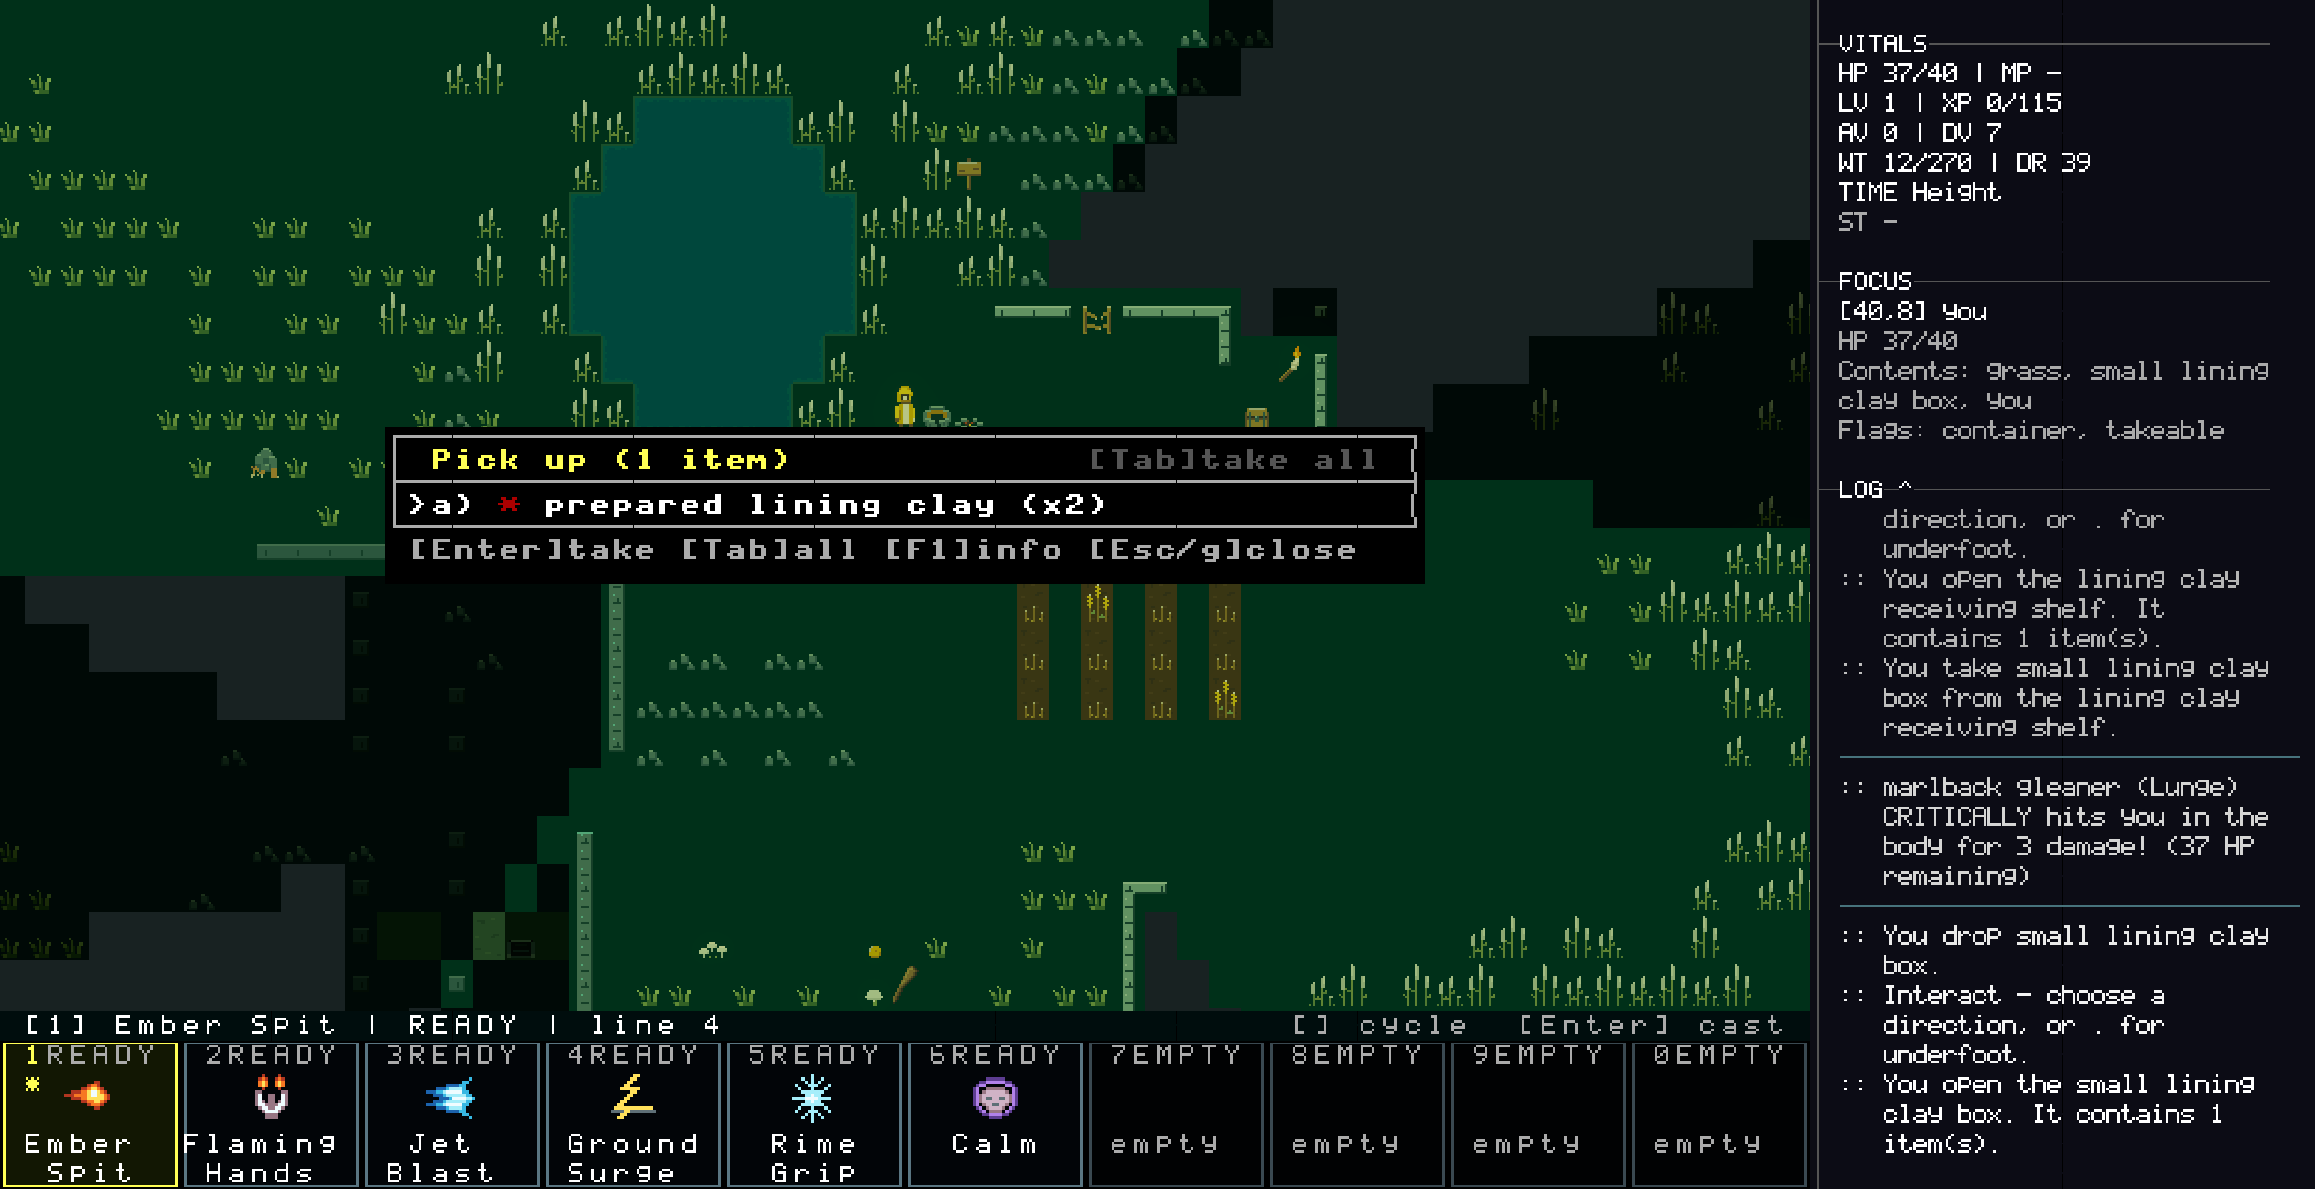 VITALS
HP 37/40 | MP -
LV 1 | XP 0/115
AV 0 | DV 7
WT 12/270 | DR 39
TIME Height
ST -
FOCUS
[40,8] You
HP 37/40
Contents: grass, small lining
clay box, you
Flags: container, takeable
LOG ^
direction, or . for
underfoot.
:: You open the lining clay
receiving shelf. It
contains 1 item(s).
:: You take small lining clay
box from the lining clay
receiving shelf.
:: marlback gleaner (Lunge)
CRITICALLY hits you in the
body for 3 damage! (37 HP
remaining)
:: You drop small lining clay
box.
:: Interact - choose a
direction, or . for
underfoot.
:: You open the small lining
clay box. It contains 1
item(s).
Pick up (1 item) [Tab]take all
>a) * prepared lining clay (x2)
[Enter]take [Tab]all [F1]info [Esc/g]close
[1] Ember Spit | READY | line 4 [] cycle [Enter] cast
1READY 2READY 3READY 4READY 5READY 6READY 7EMPTY 8EMPTY 9EMPTY 0EMPTY
*
Ember Flaming Jet Ground Rime Calm empty empty empty empty
Spit Hands Blast Surge Grip